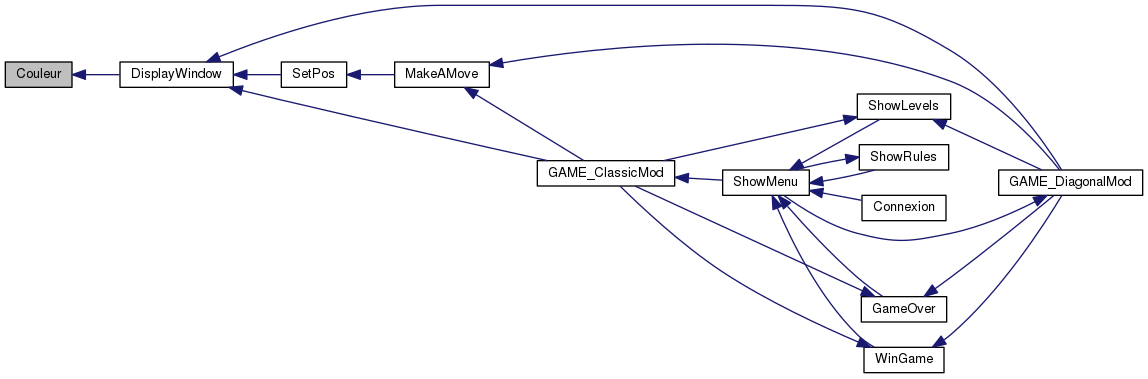 Couleur
DisplayWindow
SetPos
MakeAMove
ShowLevels
ShowRules
GAME_ClassicMod
ShowMenu
GAME_DiagonalMod
Connexion
GameOver
WinGame